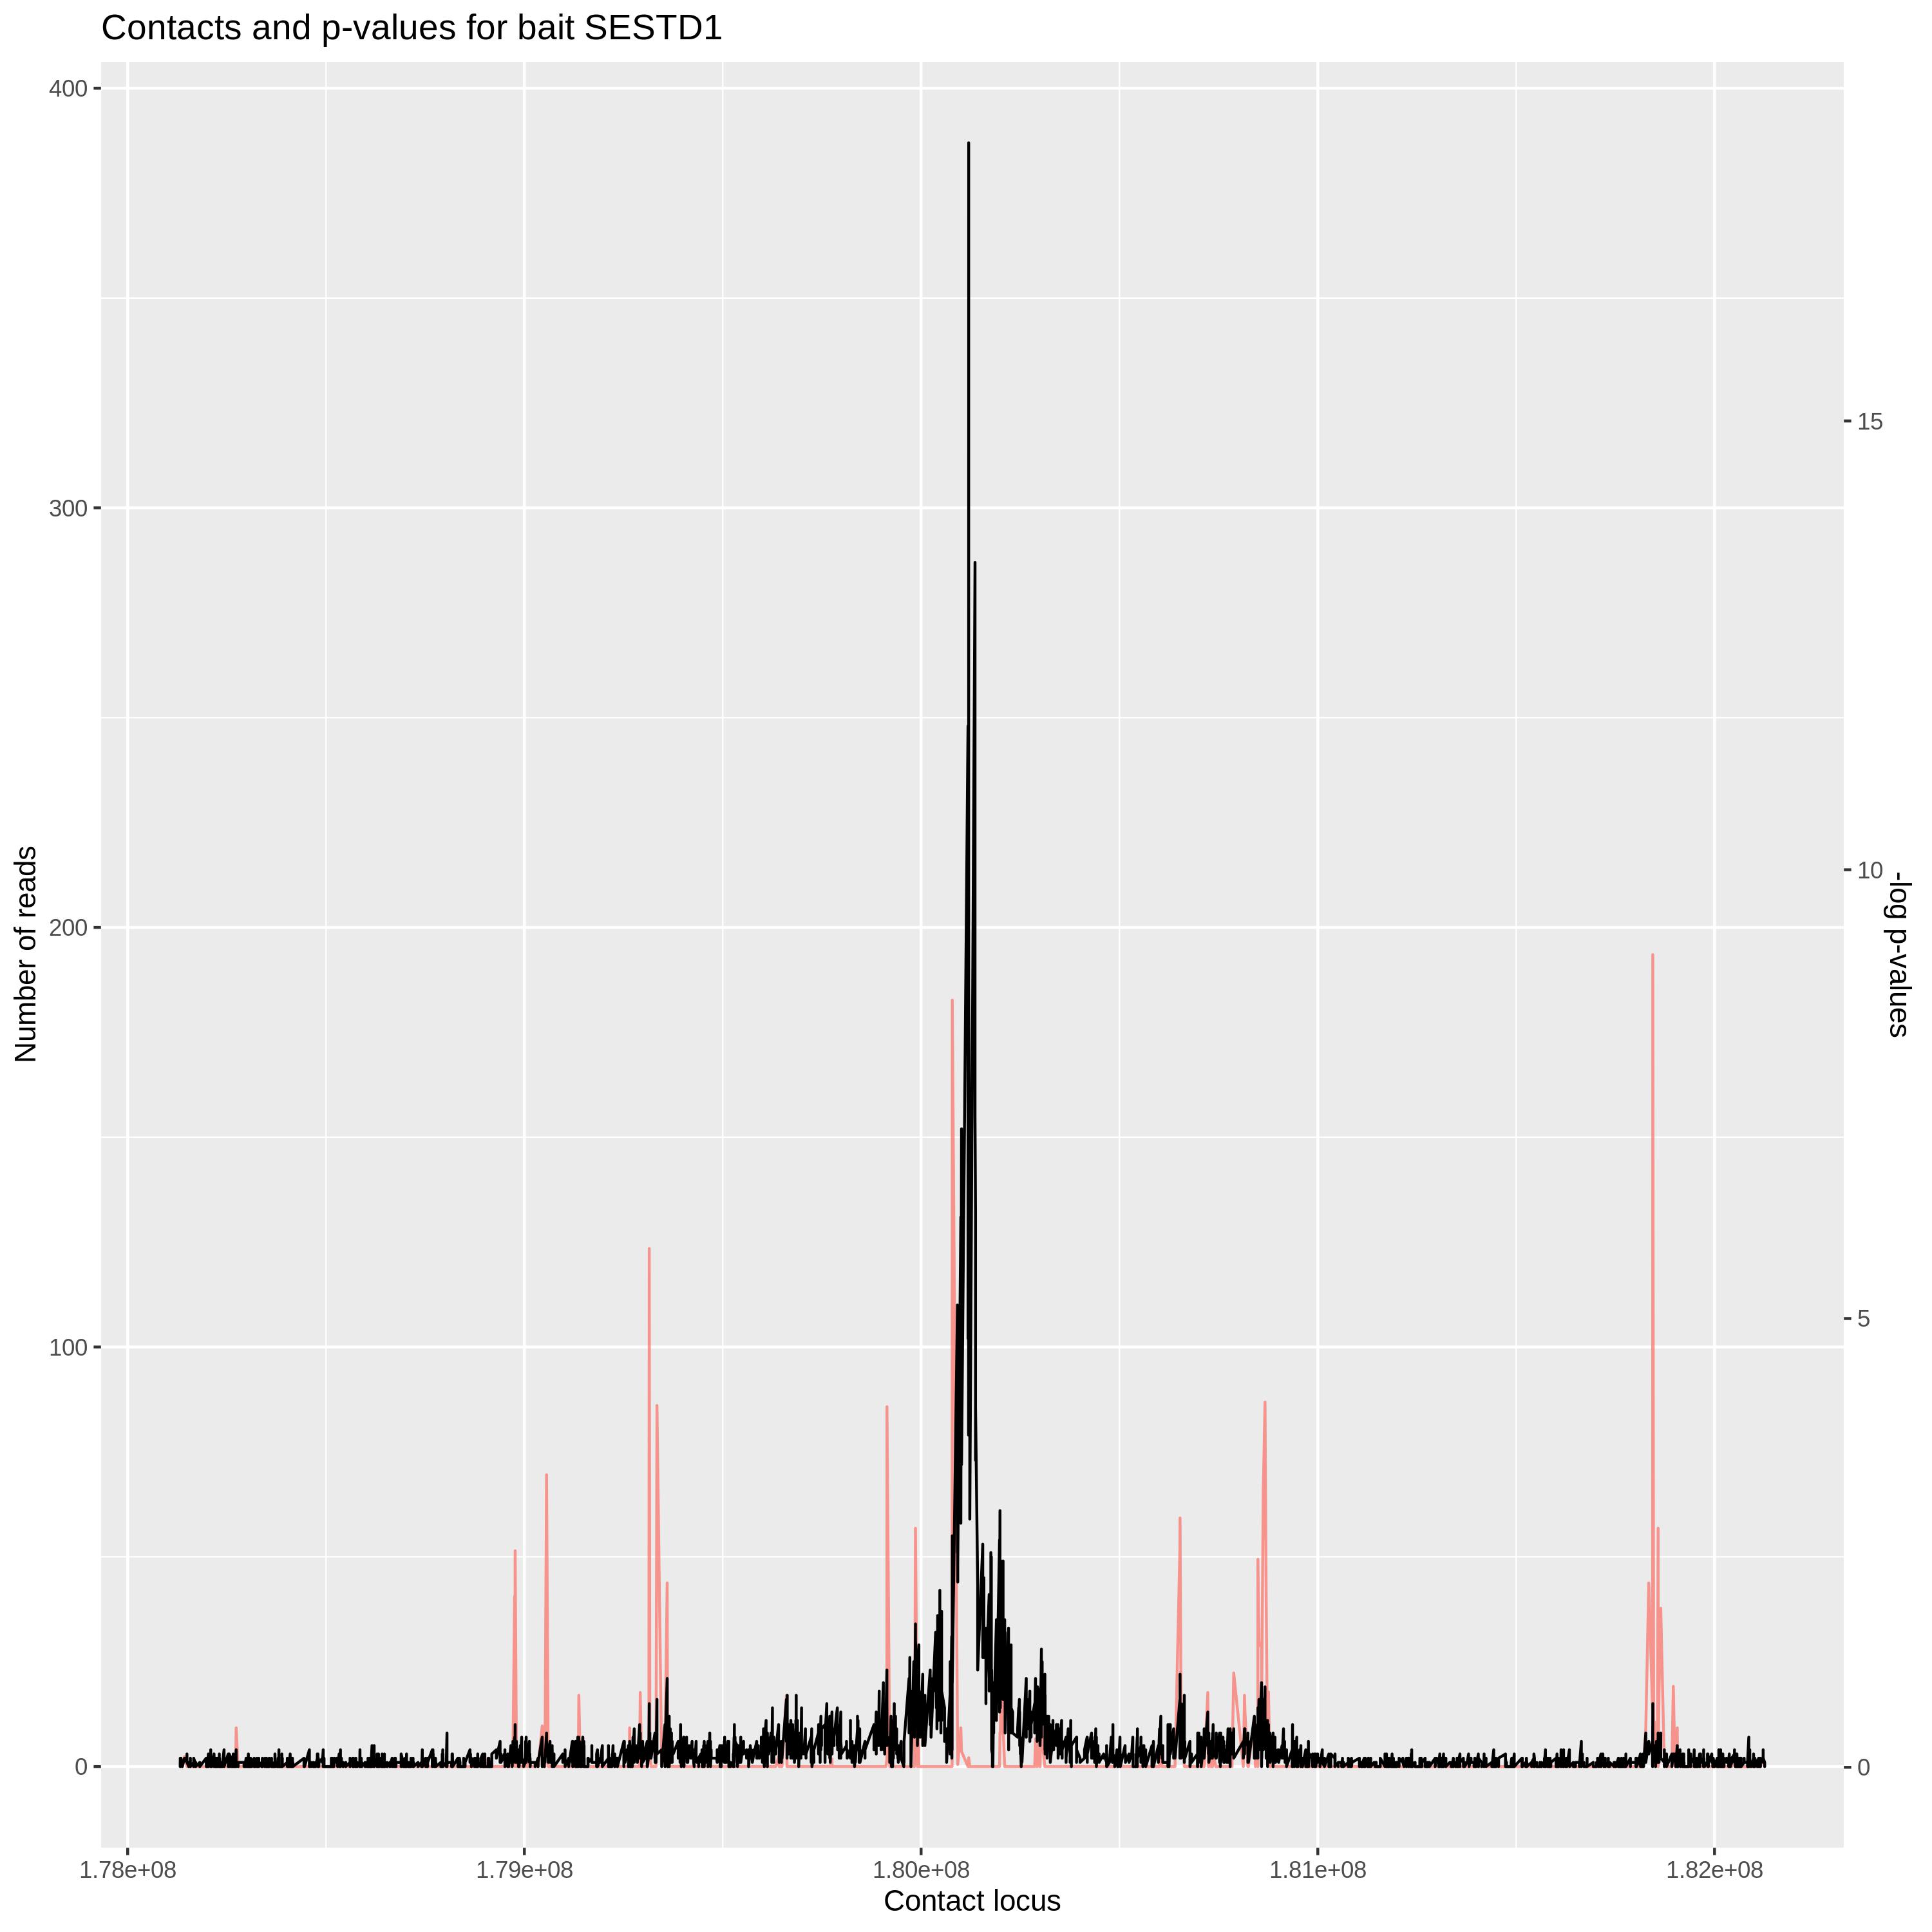 Contacts and p-values for bait SESTD1
400
300
200
100
0
Number of reads
15
10
5
0
-log p-values
1.78e+08 1.79e+08 1.80e+08 1.81e+08 1.82e+08
Contact locus